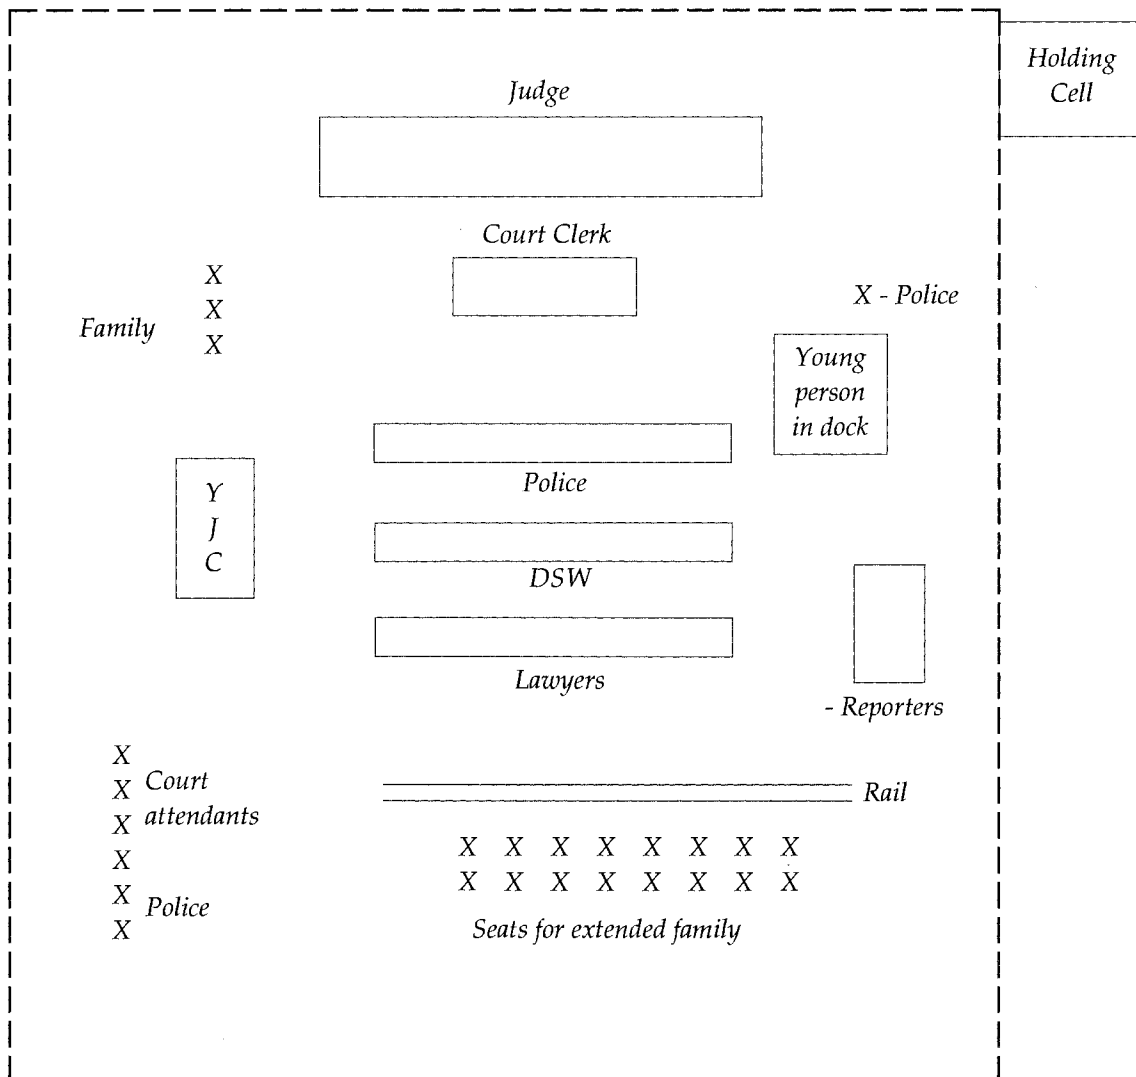 Holding
Cell
Judge
Court Clerk
X
X
X
Family
X - Police
Young
person
in dock
Police
Y
J
C
DSW
Lawyers
- Reporters
X
X
X
X
X
X
Court
attendants
Police
Rail
X X X X X X X X
X X X X X X X X
Seats for extended family